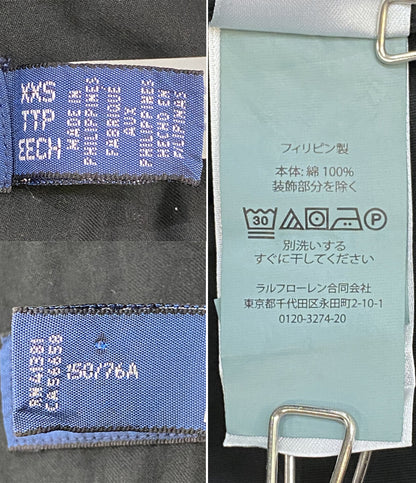 XXS
TTP
EECH
MADE IN
PHILIPPINES
FABRIQUE
AUX
PHILIPPINES
HECHO EN
FILIPINAS
RN41381
CA56658
150/76A
フィリピン製
本体: 綿 100%
装飾部分を除く
30
P
別洗いする
すぐに干してください
ラルフローレン合同会社
東京都千代田区永田町2-10-1
0120-3274-20